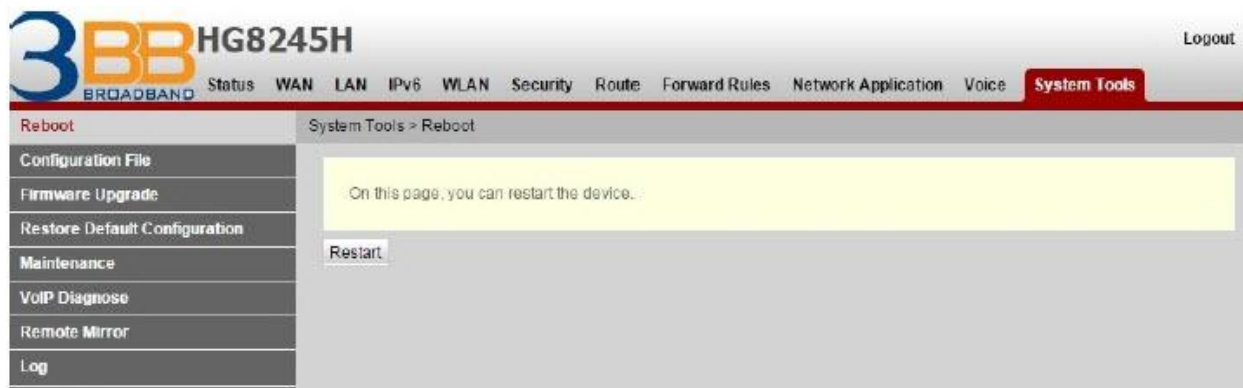 3BB HG8245H
BROADBAND
Logout
Status WAN LAN IPv6 WLAN Security Route Forward Rules Network Application Voice System Tools
Reboot
System Tools > Reboot
Configuration File
Firmware Upgrade
On this page, you can restart the device.
Restore Default Configuration
Restart
Maintenance
VoIP Diagnose
Remote Mirror
Log